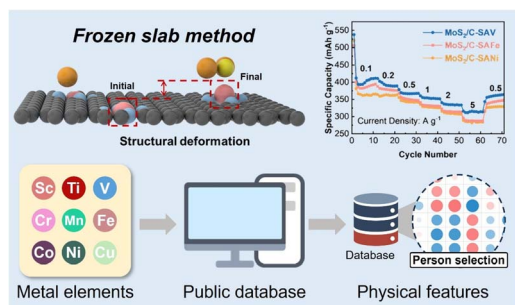 Frozen slab method
Initial
Final
Structural deformation
Specific Capacity (mAh g⁻¹)
550
500
450
400
350
300
250
MoS₂/C-SAV
MoS₂/C-SAFe
MoS₂/C-SANi
0.1
0.2
0.5
1
2
5
0.5
Current Density: A g⁻¹
0 10 20 30 40 50 60 70
Cycle Number
Sc Ti V
Cr Mn Fe
Co Ni Cu
Database
Person selection
Metal elements
Public database
Physical features